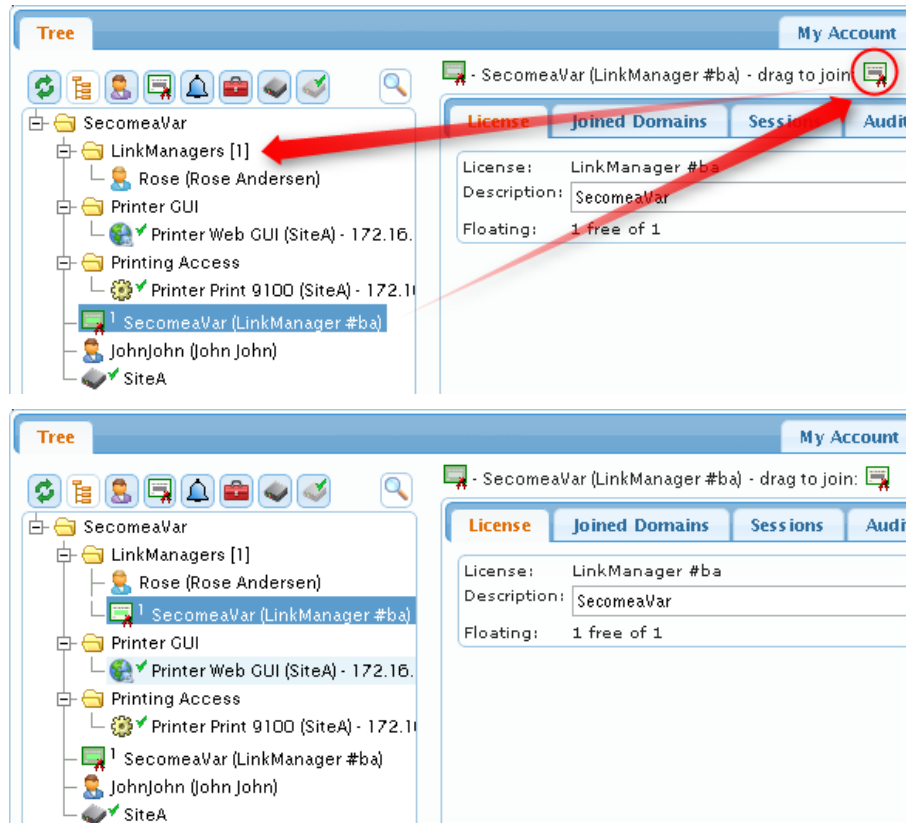 Tree
My Account
SecomeaVar (LinkManager #ba) - drag to join:
SecomeaVar
LinkManagers [1]
Rose (Rose Andersen)
Printer GUI
Printer Web GUI (SiteA) - 172.16.
Printing Access
Printer Print 9100 (SiteA) - 172.1
1 SecomeaVar (LinkManager #ba)
JohnJohn (John John)
SiteA
License Joined Domains Sessions Audi
License: LinkManager #ba
Description: SecomeaVar
Floating: 1 free of 1
Tree
My Account
- SecomeaVar (LinkManager #ba) - drag to join:
SecomeaVar
LinkManagers [1]
Rose (Rose Andersen)
1 SecomeaVar (LinkManager #ba)
Printer GUI
Printer Web GUI (SiteA) - 172.16.
Printing Access
Printer Print 9100 (SiteA) - 172.1
1 SecomeaVar (LinkManager #ba)
JohnJohn (John John)
SiteA
License Joined Domains Sessions Audi
License: LinkManager #ba
Description: SecomeaVar
Floating: 1 free of 1